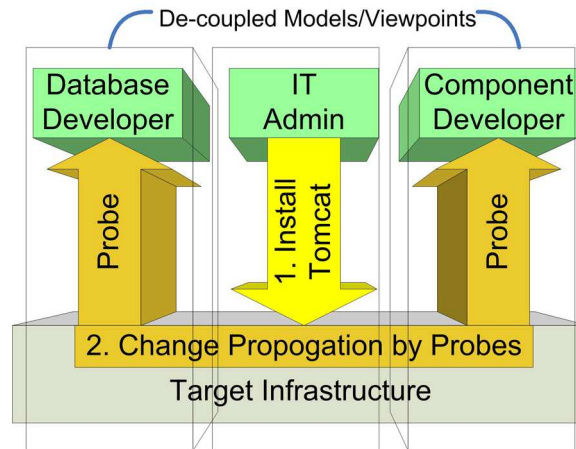 De-coupled Models/Viewpoints
Database
Developer
IT
Admin
Component
Developer
Probe
1. Install
Tomcat
Probe
2. Change Propogation by Probes
Target Infrastructure